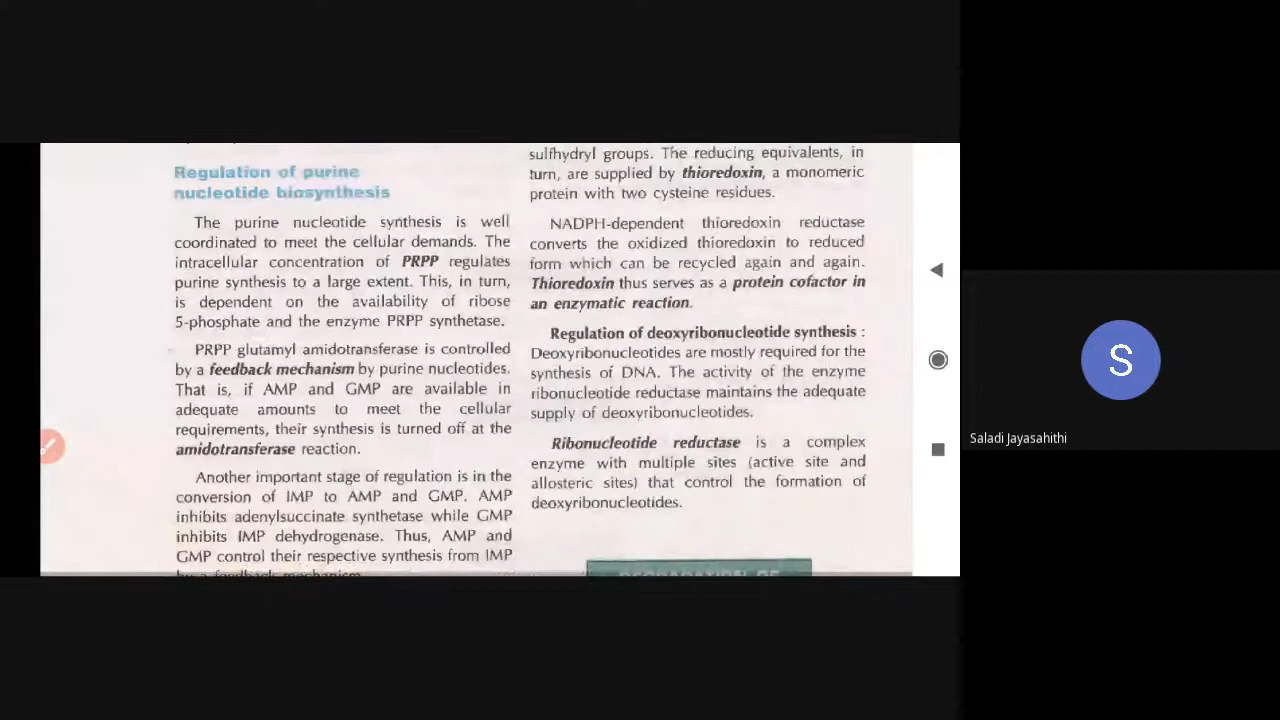 Regulation of purine
nucleotide biosynthesis
The purine nucleotide synthesis is well
coordinated to meet the cellular demands. The
intracellular concentration of PRPP regulates
purine synthesis to a large extent. This, in turn,
is dependent on the availability of ribose
5-phosphate and the enzyme PRPP synthetase.
PRPP glutamyl amidotransferase is controlled
by a feedback mechanism by purine nucleotides.
That is, if AMP and GMP are available in
adequate amounts to meet the cellular
requirements, their synthesis is turned off at the
amidotransferase reaction.
Another important stage of regulation is in the
conversion of IMP to AMP and GMP. AMP
inhibits adenylsuccinate synthetase while GMP
inhibits IMP dehydrogenase. Thus, AMP and
GMP control their respective synthesis from IMP
by a feedback mechanism
sulfhydryl groups. The reducing equivalents, in
turn, are supplied by thioredoxin, a monomeric
protein with two cysteine residues.
NADPH-dependent thioredoxin reductase
converts the oxidized thioredoxin to reduced
form which can be recycled again and again.
Thioredoxin thus serves as a protein cofactor in
an enzymatic reaction.
Regulation of deoxyribonucleotide synthesis :
Deoxyribonucleotides are mostly required for the
synthesis of DNA. The activity of the enzyme
ribonucleotide reductase maintains the adequate
supply of deoxyribonucleotides.
Ribonucleotide reductase is a complex
enzyme with multiple sites (active site and
allosteric sites) that control the formation of
deoxyribonucleotides.
DEGRADATION OF
S
Saladi Jayasahithi